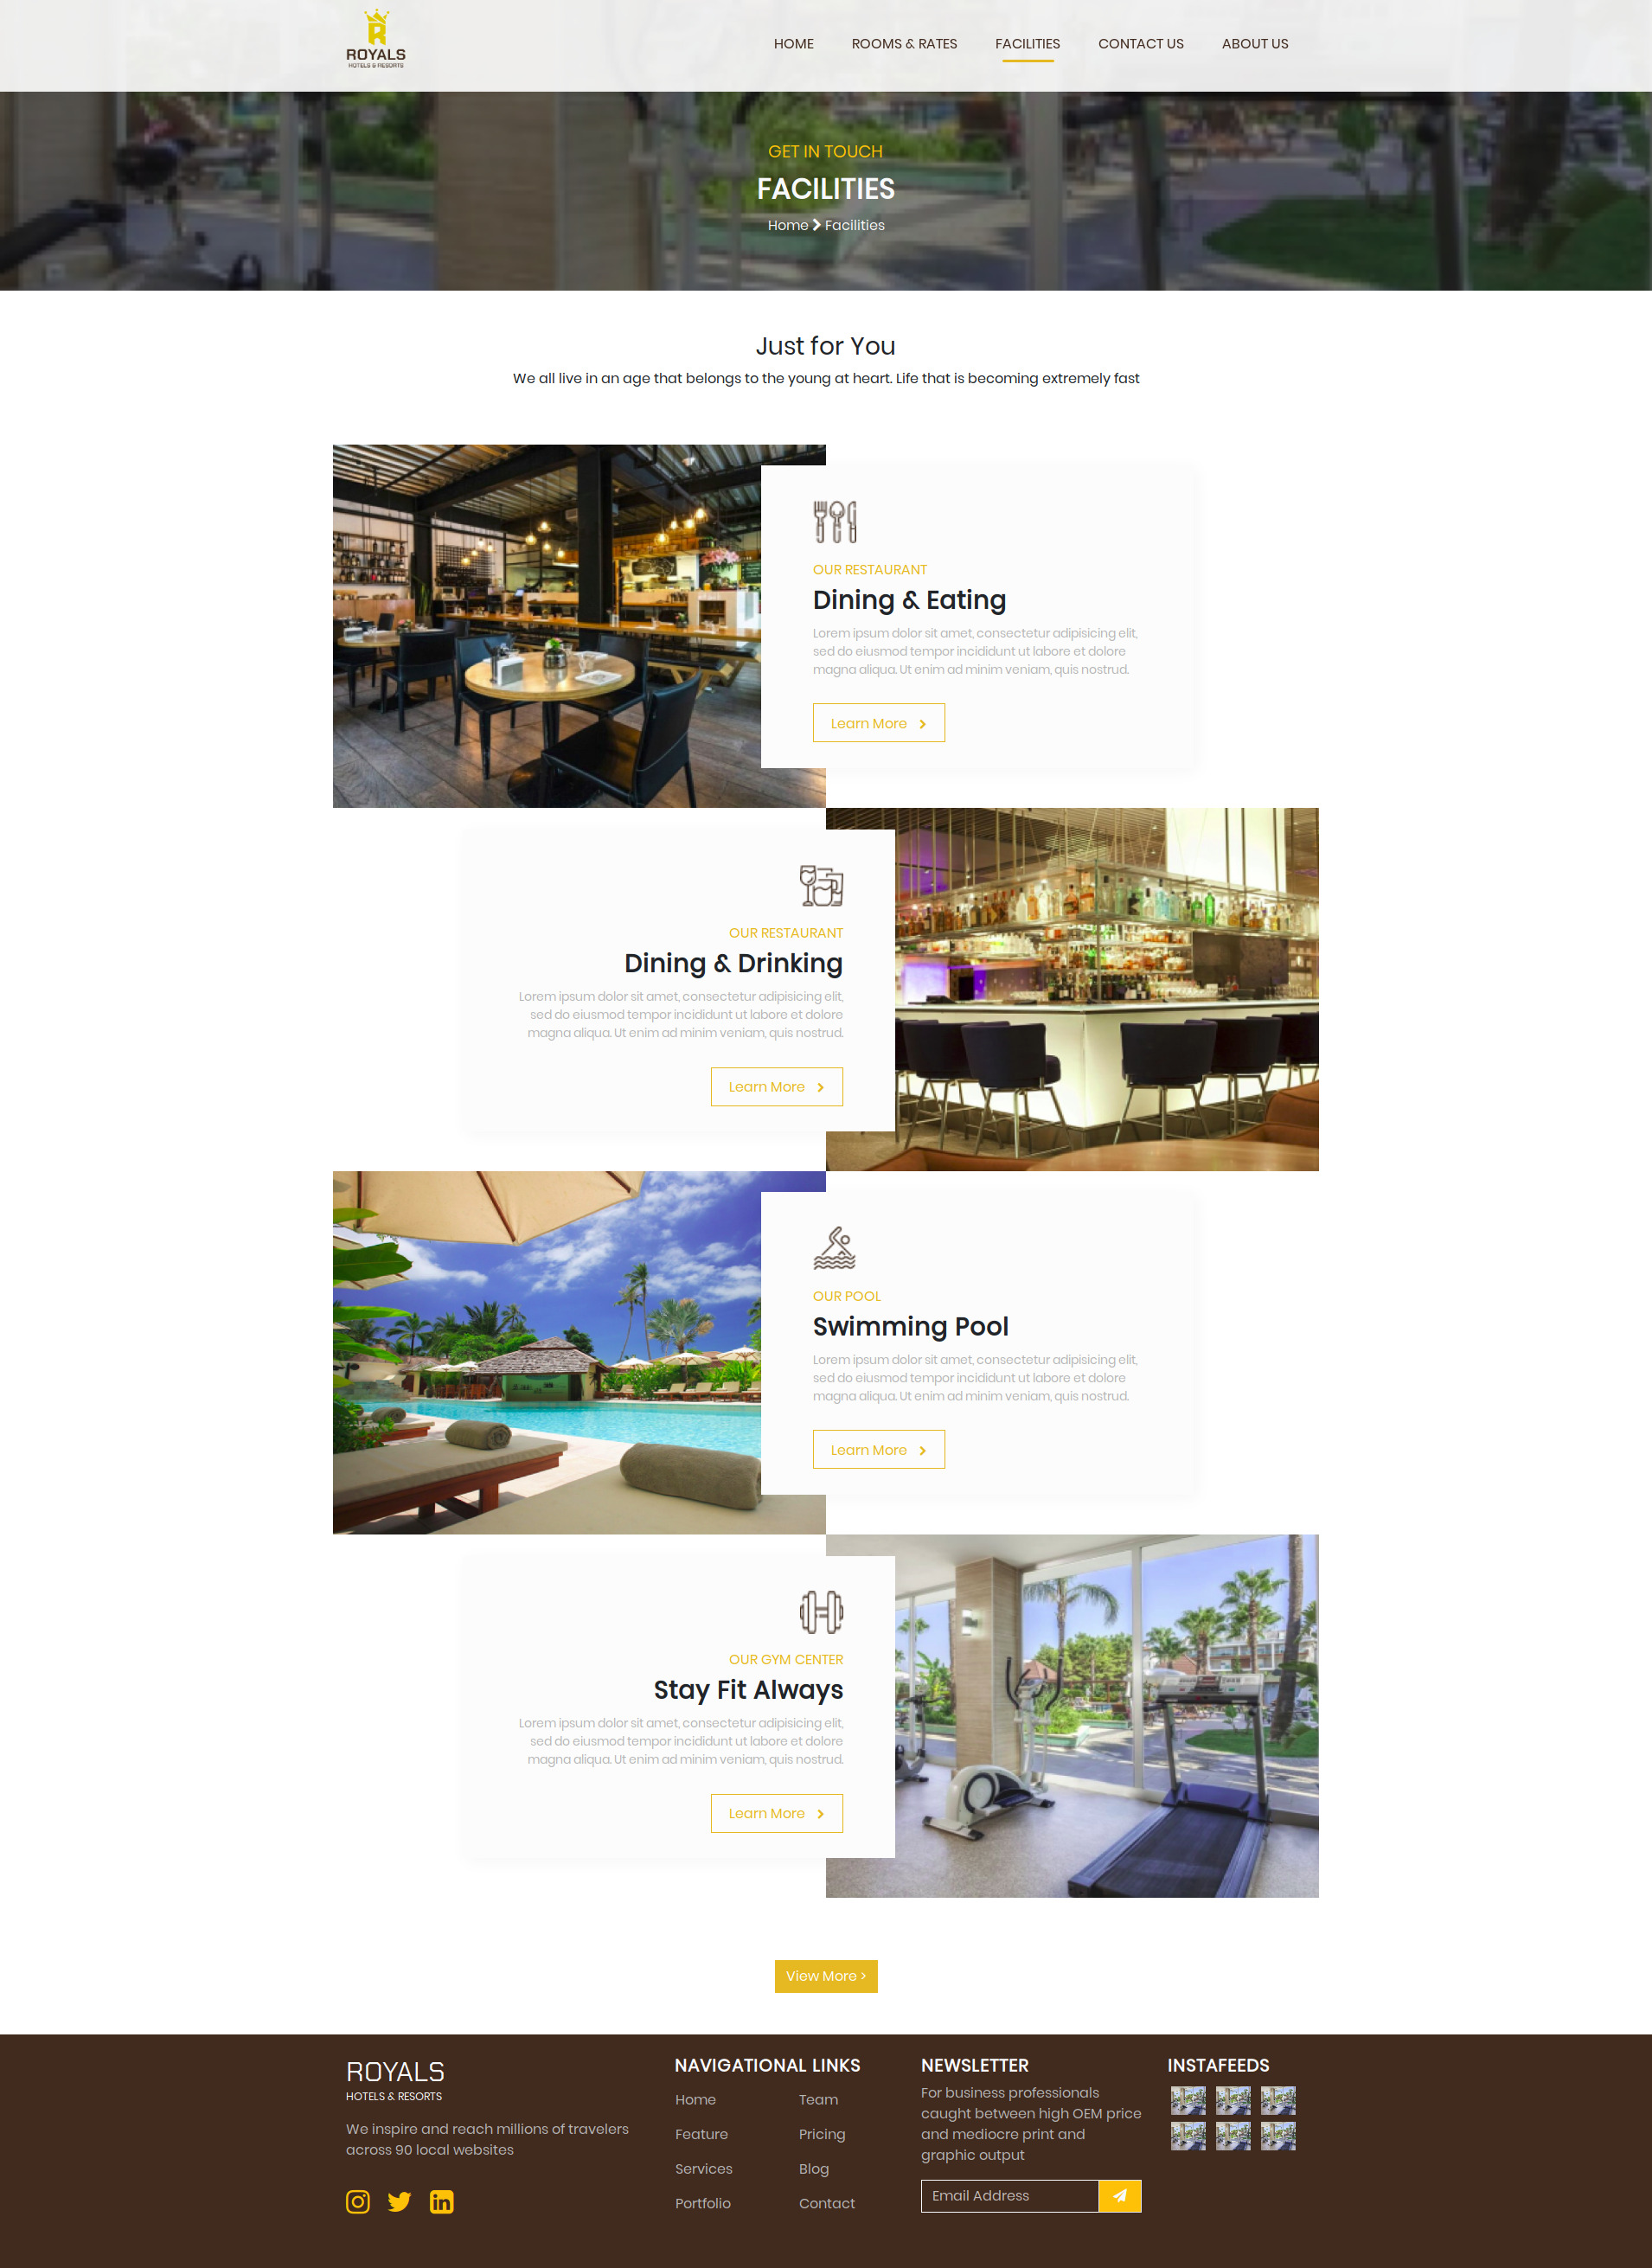 ROYALS
HOTELS & RESORTS
HOME
ROOMS & RATES
FACILITIES
CONTACT US
ABOUT US
GET IN TOUCH
FACILITIES
Home > Facilities
Just for You
We all live in an age that belongs to the young at heart. Life that is becoming extremely fast
OUR RESTAURANT
Dining & Eating
Lorem ipsum dolor sit amet, consectetur adipisicing elit,
sed do eiusmod tempor incididunt ut labore et dolore
magna aliqua. Ut enim ad minim veniam, quis nostrud.
Learn More >
OUR RESTAURANT
Dining & Drinking
Lorem ipsum dolor sit amet, consectetur adipisicing elit,
sed do eiusmod tempor incididunt ut labore et dolore
magna aliqua. Ut enim ad minim veniam, quis nostrud.
Learn More >
OUR POOL
Swimming Pool
Lorem ipsum dolor sit amet, consectetur adipisicing elit,
sed do eiusmod tempor incididunt ut labore et dolore
magna aliqua. Ut enim ad minim veniam, quis nostrud.
Learn More >
OUR GYM CENTER
Stay Fit Always
Lorem ipsum dolor sit amet, consectetur adipisicing elit,
sed do eiusmod tempor incididunt ut labore et dolore
magna aliqua. Ut enim ad minim veniam, quis nostrud.
Learn More >
View More >
ROYALS
HOTELS & RESORTS
We inspire and reach millions of travelers
across 90 local websites
NAVIGATIONAL LINKS
Home
Team
Feature
Pricing
Services
Blog
Portfolio
Contact
NEWSLETTER
For business professionals
caught between high OEM price
and mediocre print and
graphic output
Email Address
INSTAFEEDS